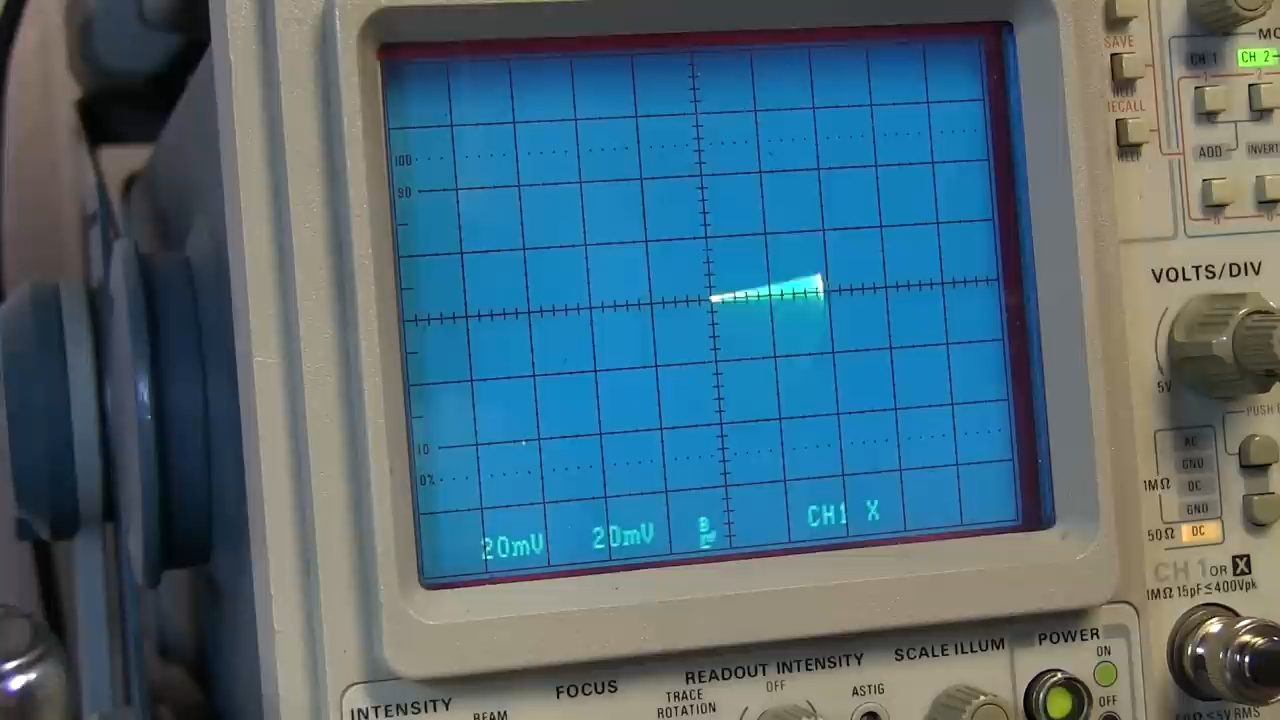 SAVE
RECALL
HELP
CH 1
CH 2
ADD
INVERT
100
90
10
0%
20mV 20mV CH1 X
VOLTS/DIV
5V
PUSH
AC
GND
1MΩ DC
GND
50Ω DC
CH 1 OR X
1MΩ 15pF≤400Vpk
INTENSITY
BEAM
FOCUS
READOUT INTENSITY
TRACE
ROTATION
OFF
ASTIG
SCALE ILLUM
POWER
ON
OFF
≤5V RMS